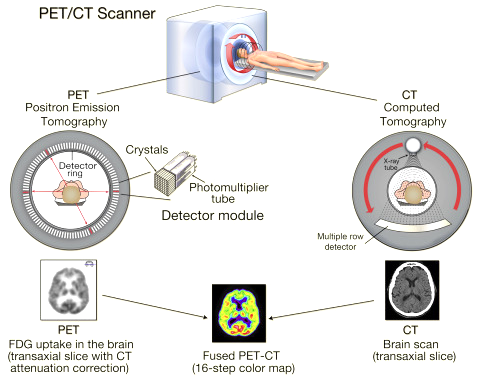 PET/CT Scanner
PET
Positron Emission
Tomography
CT
Computed
Tomography
Detector
ring
Crystals
Photomultiplier
tube
Detector module
X-ray
tube
Multiple row
detector
PET
FDG uptake in the brain
(transaxial slice with CT
attenuation correction)
Fused PET-CT
(16-step color map)
CT
Brain scan
(transaxial slice)